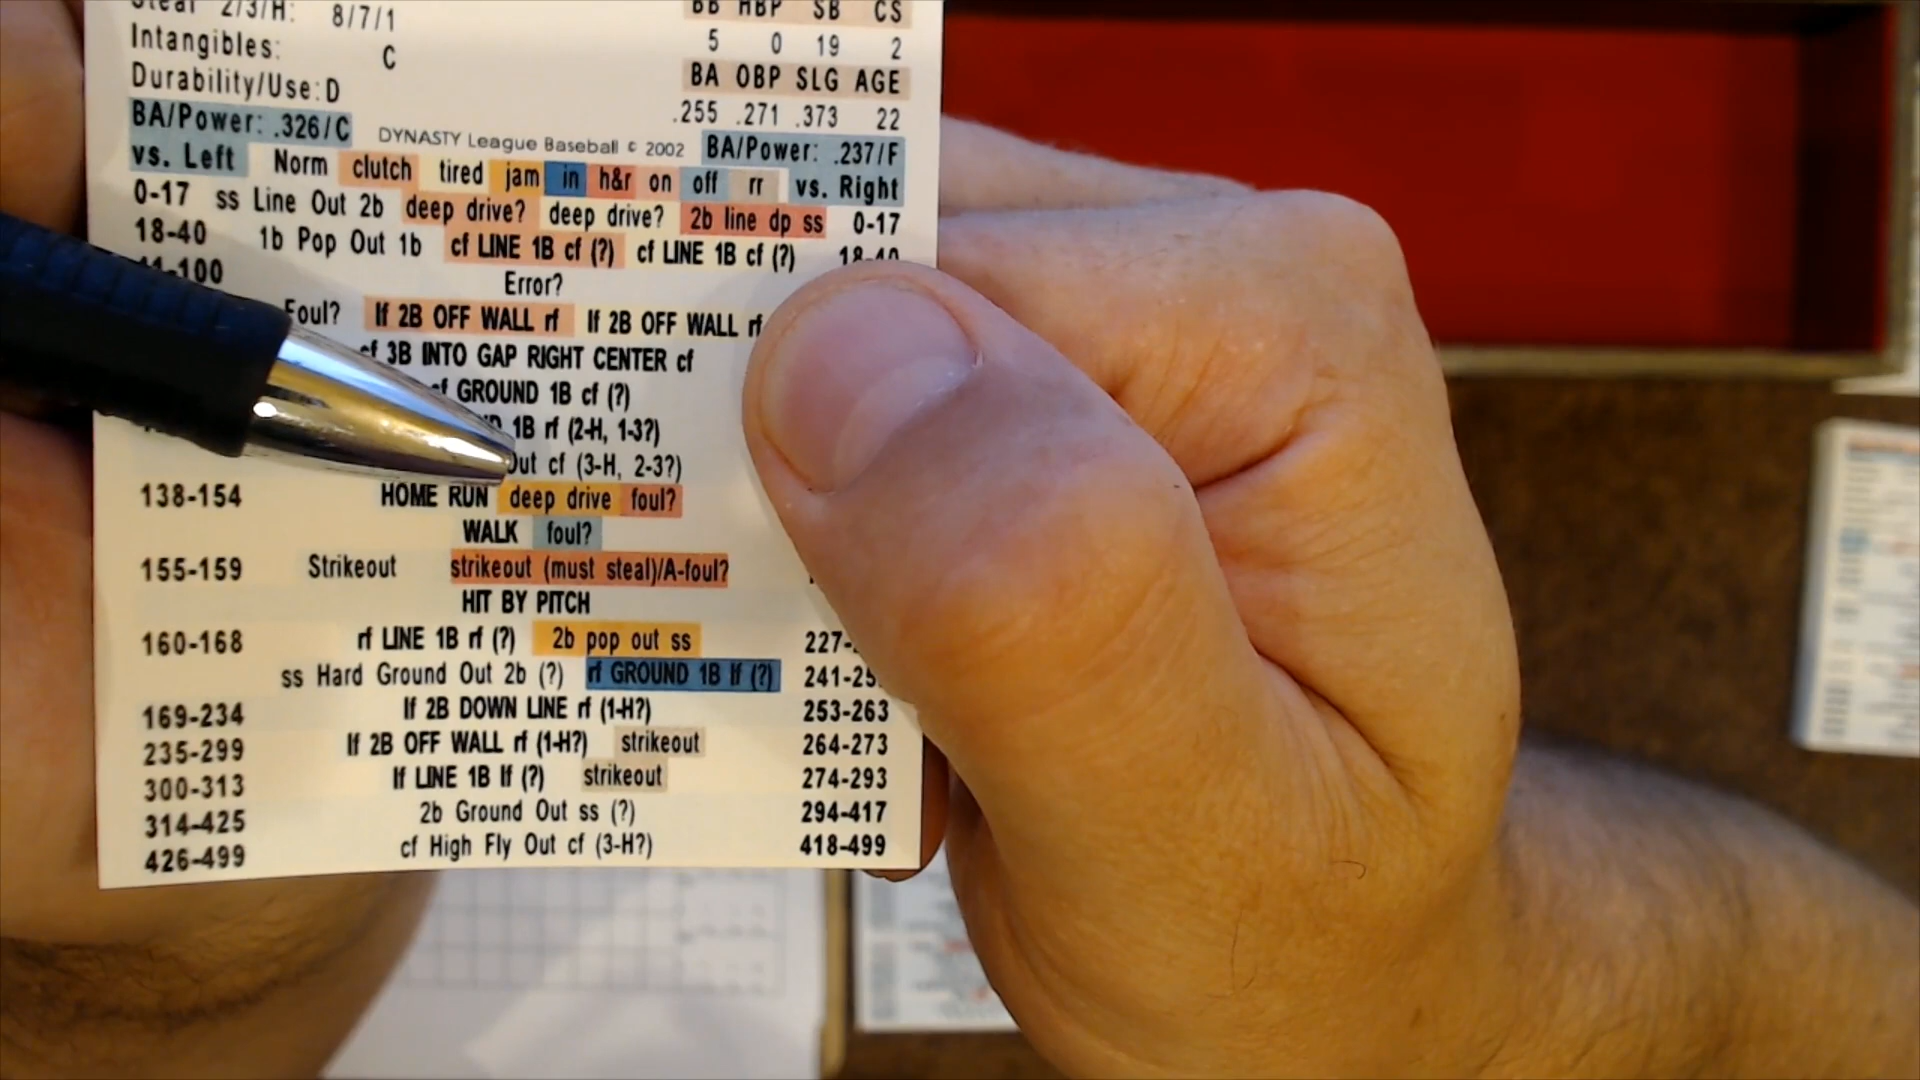 Steal 2/3/H: 8/7/1 BB HBP SB CS
Intangibles: C 5 0 19 2
Durability/Use: D BA OBP SLG AGE
.255 .271 .373 22
BA/Power: .326/C DYNASTY League Baseball © 2002 BA/Power: .237/F
vs. Left Norm clutch tired jam in h&r on off rr vs. Right
0-17 ss Line Out 2b deep drive? deep drive? 2b line dp ss 0-17
18-40 1b Pop Out 1b cf LINE 1B cf (?) cf LINE 1B cf (?) 18-40
-100 Error?
Foul? lf 2B OFF WALL rf lf 2B OFF WALL rf
cf 3B INTO GAP RIGHT CENTER cf
cf GROUND 1B cf (?)
1B rf (2-H, 1-3?)
Out cf (3-H, 2-3?)
138-154 HOME RUN deep drive foul?
WALK foul?
155-159 Strikeout strikeout (must steal)/A-foul?
HIT BY PITCH
160-168 rf LINE 1B rf (?) 2b pop out ss 227-
ss Hard Ground Out 2b (?) rf GROUND 1B lf (?) 241-25
169-234 lf 2B DOWN LINE rf (1-H?) 253-263
235-299 lf 2B OFF WALL rf (1-H?) strikeout 264-273
300-313 lf LINE 1B lf (?) strikeout 274-293
314-425 2b Ground Out ss (?) 294-417
426-499 cf High Fly Out cf (3-H?) 418-499